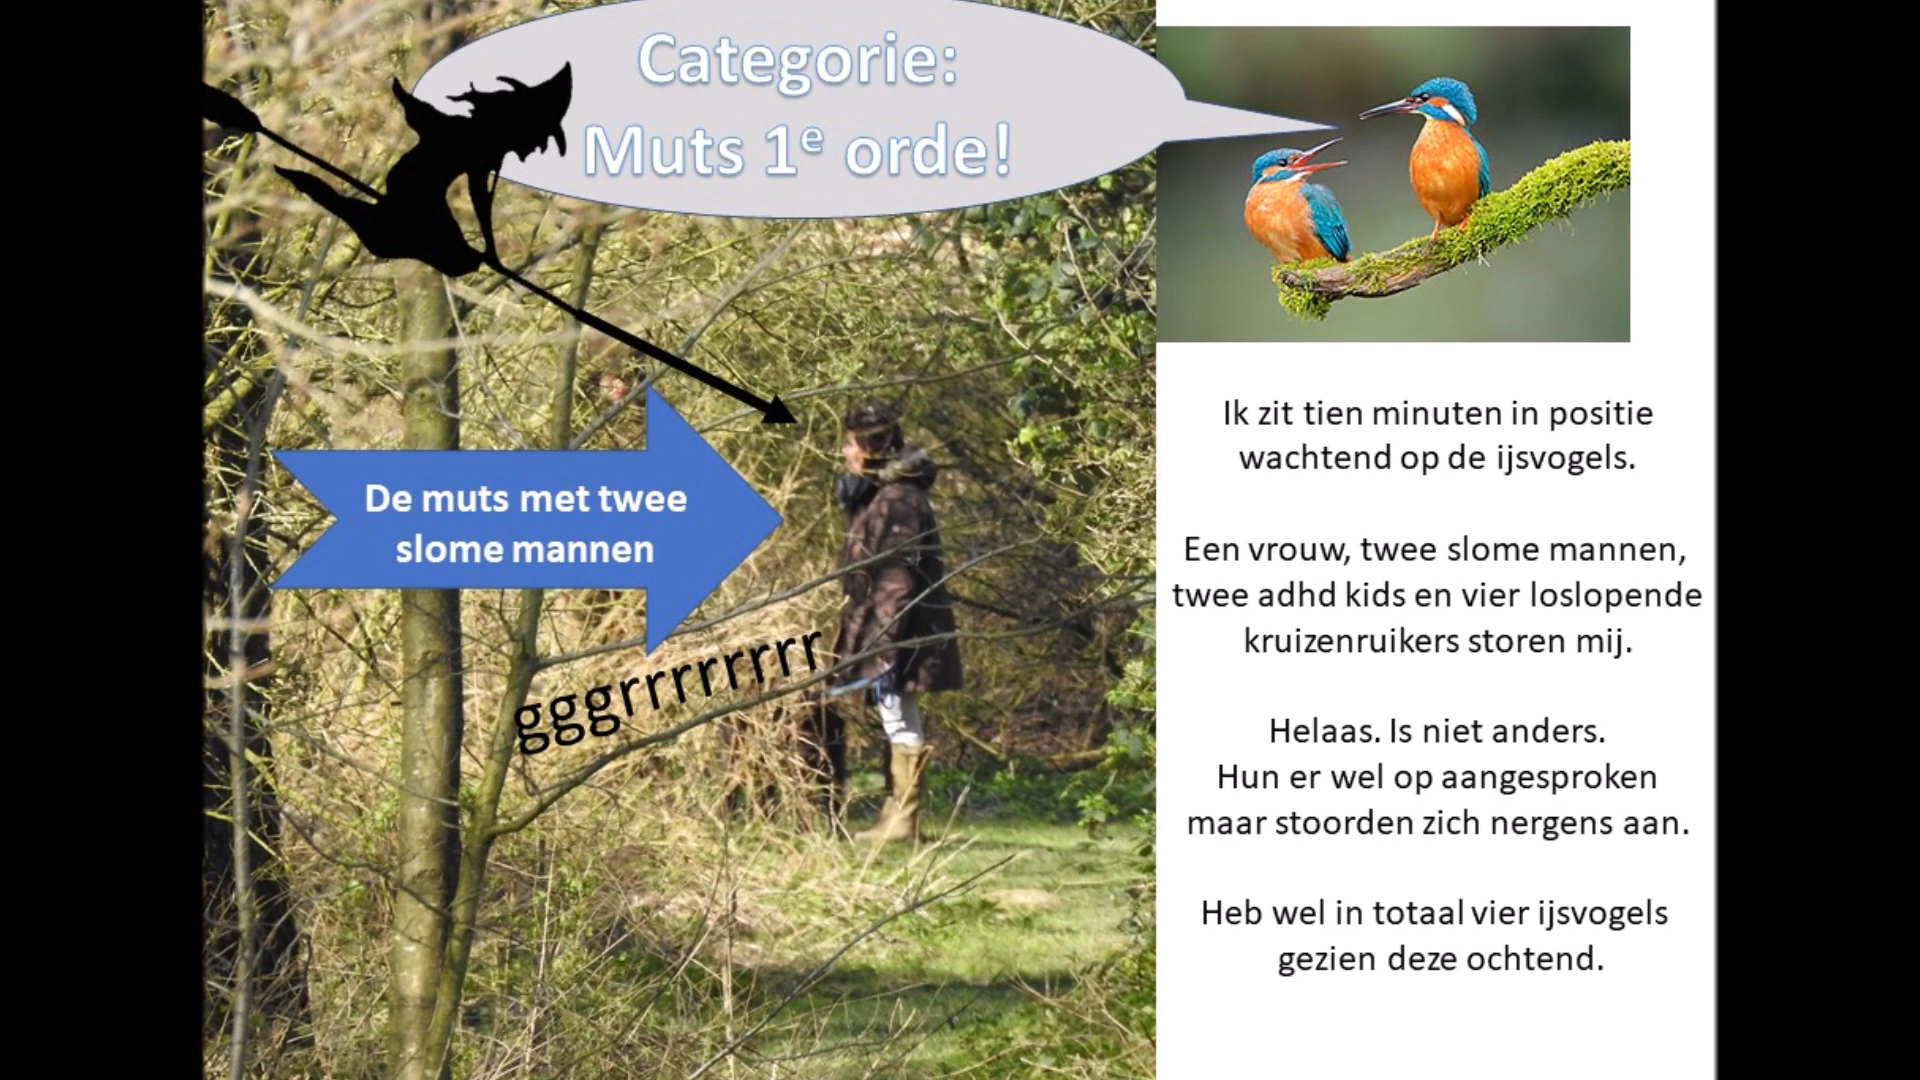 Categorie:
Muts 1e orde!
De muts met twee
slome mannen
gggrrrrrrrr
Ik zit tien minuten in positie
wachtend op de ijsvogels.
Een vrouw, twee slome mannen,
twee adhd kids en vier loslopende
kruizenruikers storen mij.
Helaas. Is niet anders.
Hun er wel op aangesproken
maar stoorden zich nergens aan.
Heb wel in totaal vier ijsvogels
gezien deze ochtend.